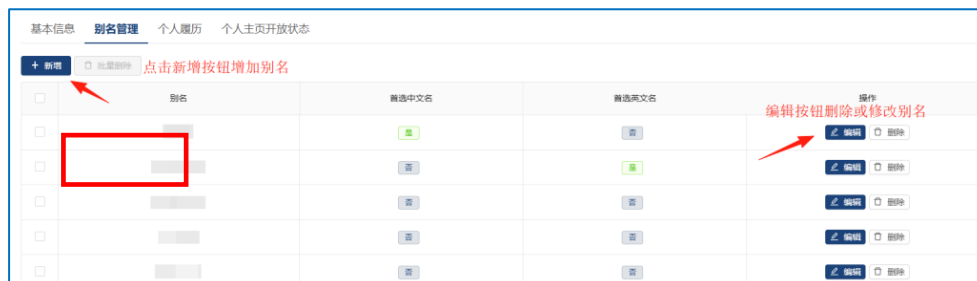 基本信息 别名管理 个人履历 个人主页开放状态
+ 新增 批量删除 点击新增按钮增加别名
别名 首选中文名 首选英文名 操作
编辑按钮删除或修改别名
是 否 编辑 删除
否 是 编辑 删除
否 否 编辑 删除
否 否 编辑 删除
否 否 编辑 删除